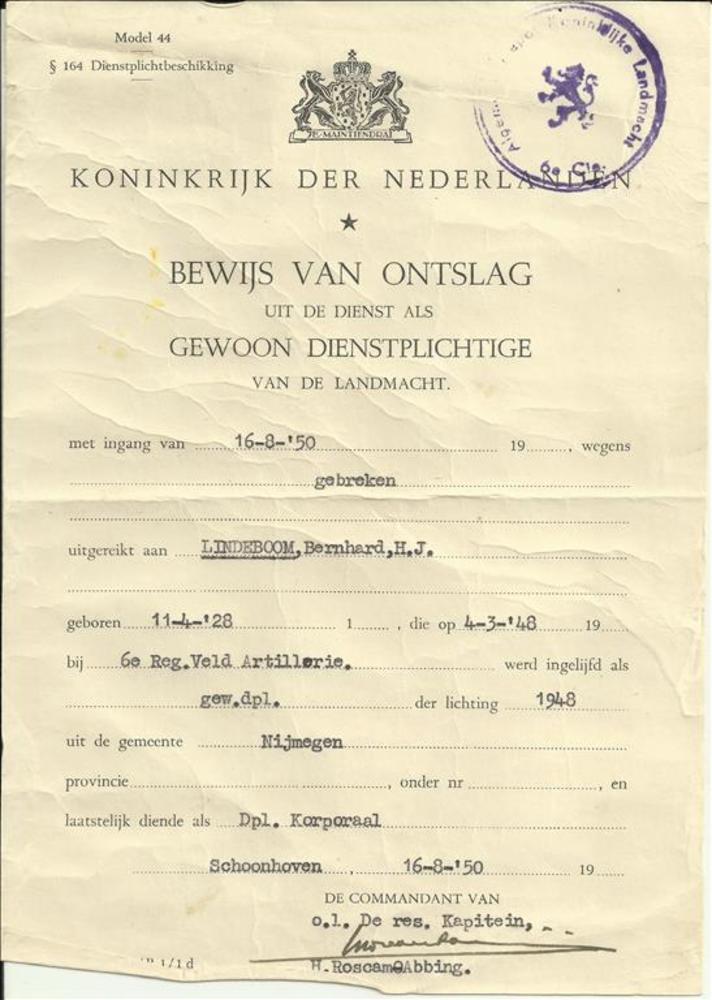 Model 44
§ 164 Dienstplichtbeschikking
Koninklijke Landmacht
6e Cie.
JE MAINTIENDRAI
KONINKRIJK DER NEDERLANDEN
BEWIJS VAN ONTSLAG
UIT DE DIENST ALS
GEWOON DIENSTPLICHTIGE
VAN DE LANDMACHT.
met ingang van 16-8-'50 19 , wegens
gebreken
uitgereikt aan LINDEBOOM, Bernhard, H.J.
geboren 11-4-'28 1 , die op 4-3-'48 19
bij 6e Reg. Veld Artillerie. werd ingelijfd als
gew.dpl. der lichting 1948
uit de gemeente Nijmegen
provincie , onder nr , en
laatstelijk diende als Dpl. Korporaal
Schoonhoven , 16-8-'50 19
DE COMMANDANT VAN
o.l. De res. Kapitein,
H. Roscam Abbing.